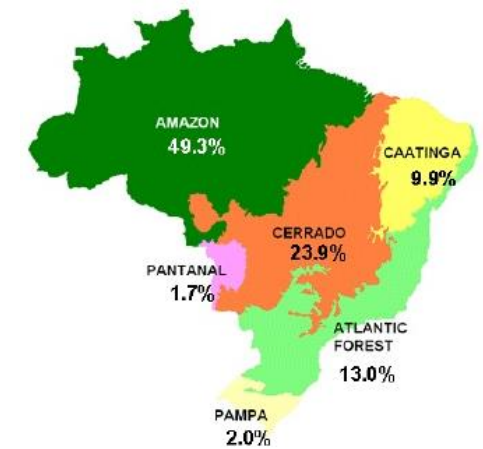 AMAZON
49.3%
CAATINGA
9.9%
CERRADO
23.9%
PANTANAL
1.7%
ATLANTIC
FOREST
13.0%
PAMPA
2.0%